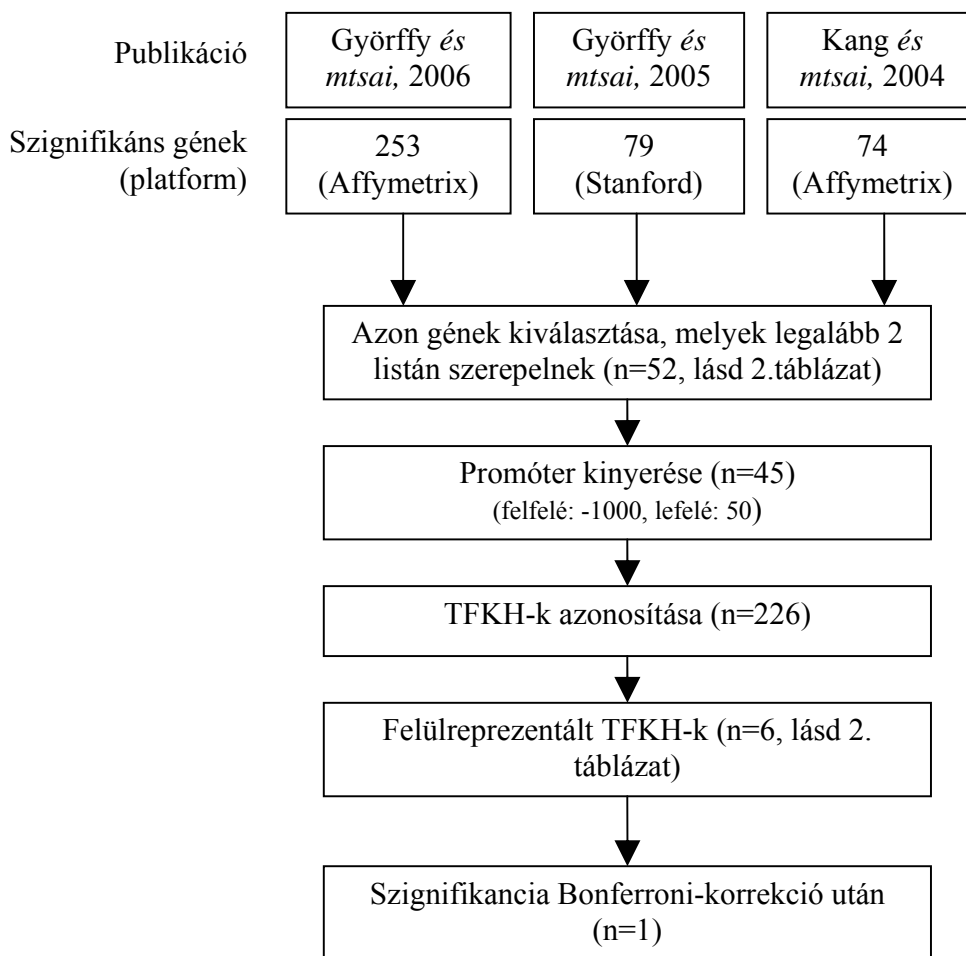 Publikáció
Györffy és
mtsai, 2006
Györffy és
mtsai, 2005
Kang és
mtsai, 2004
Szignifikáns gének
(platform)
253
(Affymetrix)
79
(Stanford)
74
(Affymetrix)
Azon gének kiválasztása, melyek legalább 2
listán szerepelnek (n=52, lásd 2.táblázat)
Promóter kinyerése (n=45)
(felfelé: -1000, lefelé: 50)
TFKH-k azonosítása (n=226)
Felülreprezentált TFKH-k (n=6, lásd 2.
táblázat)
Szignifikancia Bonferroni-korrekció után
(n=1)